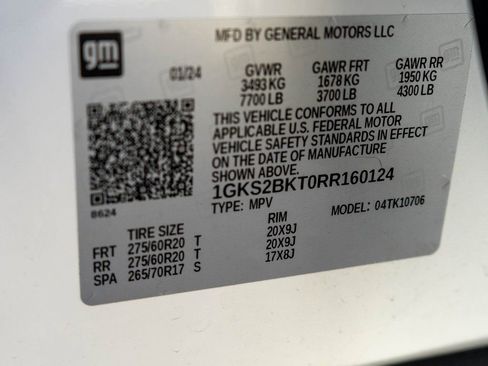 gm
MFD BY GENERAL MOTORS LLC
01/24 GVWR GAWR FRT GAWR RR
3493 KG 1678 KG 1950 KG
7700 LB 3700 LB 4300 LB
THIS VEHICLE CONFORMS TO ALL
APPLICABLE U.S. FEDERAL MOTOR
VEHICLE SAFETY STANDARDS IN EFFECT
ON THE DATE OF MANUFACTURE
SHOWN ABOVE.
1GKS2BKT0RR160124
8624 TYPE: MPV MODEL: 04TK10706
TIRE SIZE RIM
FRT 275/60R20 T 20X9J
RR 275/60R20 T 20X9J
SPA 265/70R17 S 17X8J